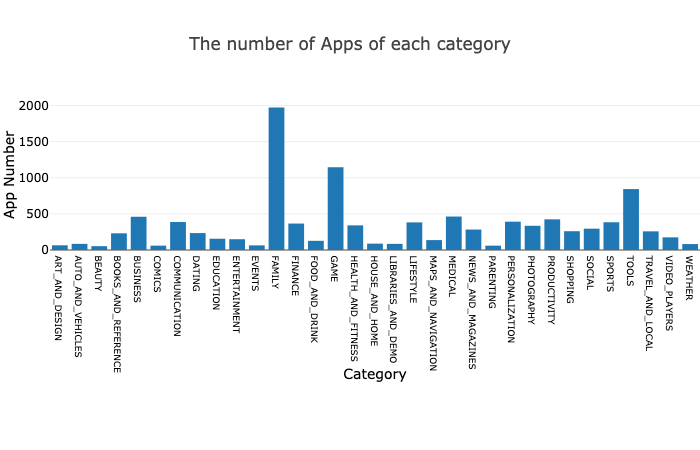 The number of Apps of each category
2000
1500
1000
500
0
App Number
ART_AND_DESIGN
AUTO_AND_VEHICLES
BEAUTY
BOOKS_AND_REFERENCE
BUSINESS
COMICS
COMMUNICATION
DATING
EDUCATION
ENTERTAINMENT
EVENTS
FAMILY
FINANCE
FOOD_AND_DRINK
GAME
HEALTH_AND_FITNESS
HOUSE_AND_HOME
LIBRARIES_AND_DEMO
LIFESTYLE
MAPS_AND_NAVIGATION
MEDICAL
NEWS_AND_MAGAZINES
PARENTING
PERSONALIZATION
PHOTOGRAPHY
PRODUCTIVITY
SHOPPING
SOCIAL
SPORTS
TOOLS
TRAVEL_AND_LOCAL
VIDEO_PLAYERS
WEATHER
Category